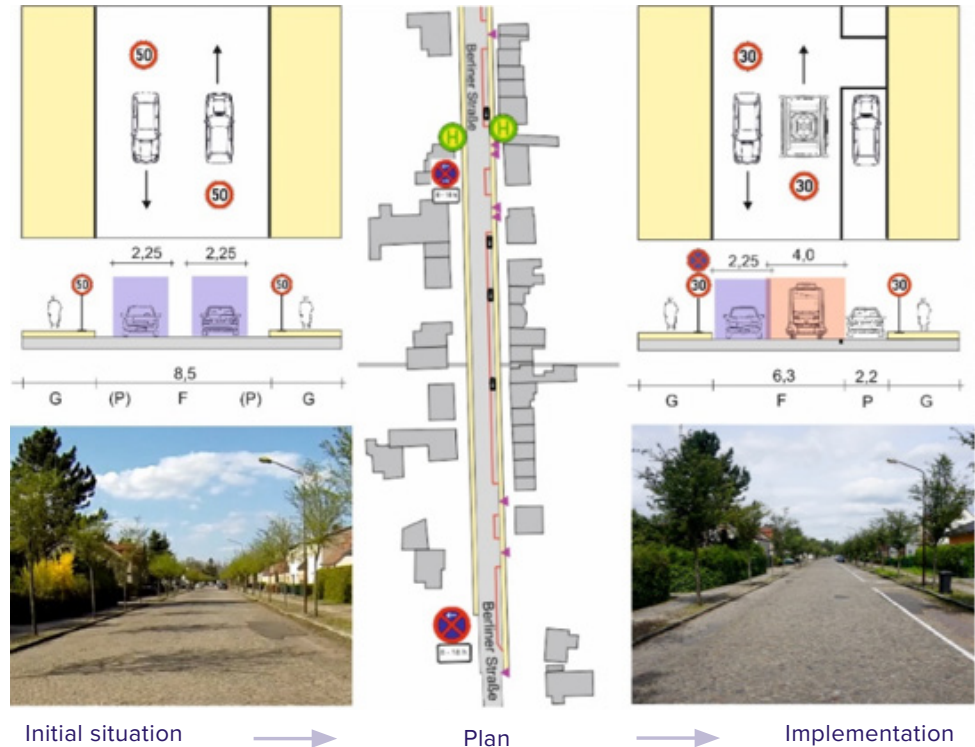 50
50
2,25 2,25
50 50
8,5
G (P) F (P) G
Berliner Straße
H H
Berliner Straße
30
30
2,25 4,0
30 30
6,3 2,2
G F P G
Initial situation
Plan
Implementation